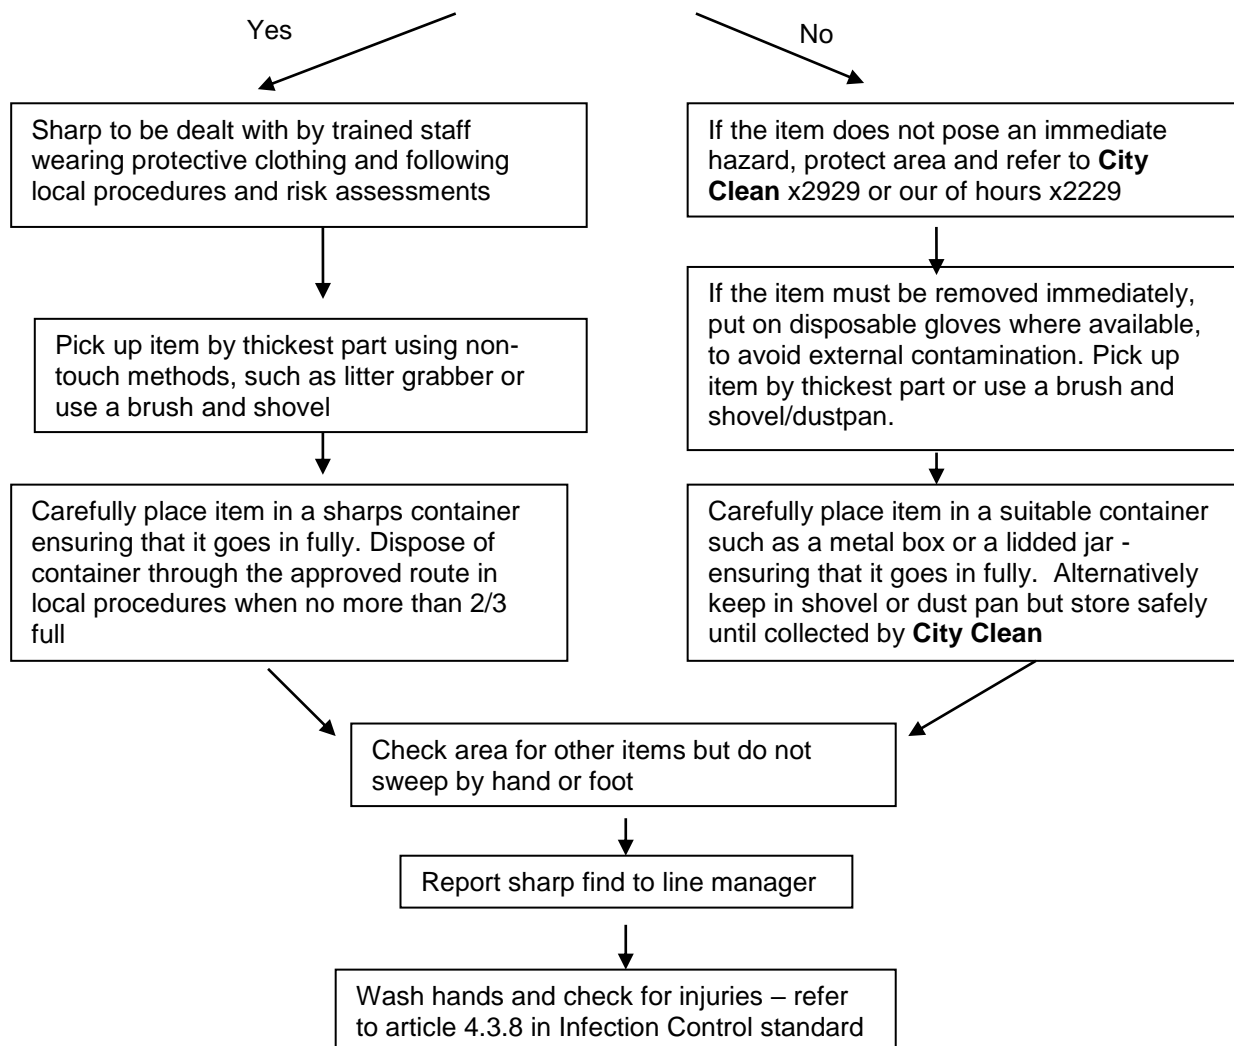 Yes
No
Sharp to be dealt with by trained staff
wearing protective clothing and following
local procedures and risk assessments
If the item does not pose an immediate
hazard, protect area and refer to City
Clean x2929 or our of hours x2229
Pick up item by thickest part using non-
touch methods, such as litter grabber or
use a brush and shovel
If the item must be removed immediately,
put on disposable gloves where available,
to avoid external contamination. Pick up
item by thickest part or use a brush and
shovel/dustpan.
Carefully place item in a sharps container
ensuring that it goes in fully. Dispose of
container through the approved route in
local procedures when no more than 2/3
full
Carefully place item in a suitable container
such as a metal box or a lidded jar -
ensuring that it goes in fully.  Alternatively
keep in shovel or dust pan but store safely
until collected by City Clean
Check area for other items but do not
sweep by hand or foot
Report sharp find to line manager
Wash hands and check for injuries – refer
to article 4.3.8 in Infection Control standard